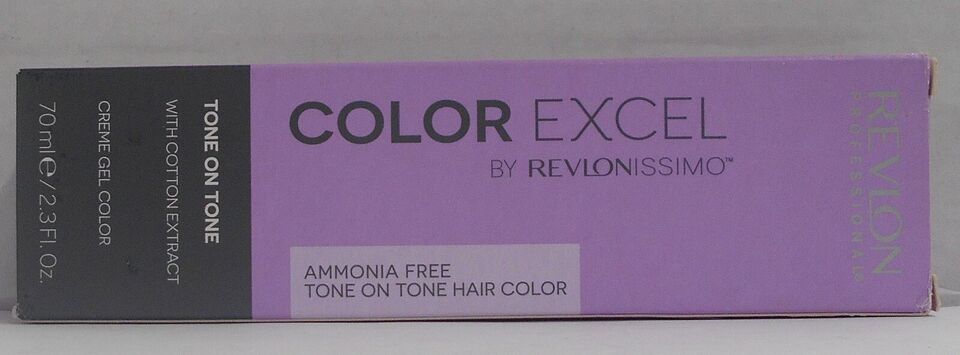 TONE ON TONE
WITH COTTON EXTRACT
CREME GEL COLOR
70 ml e / 2.3 Fl. Oz.
COLOR EXCEL
BY REVLONISSIMO™
AMMONIA FREE
TONE ON TONE HAIR COLOR
REVLON
PROFESSIONAL®